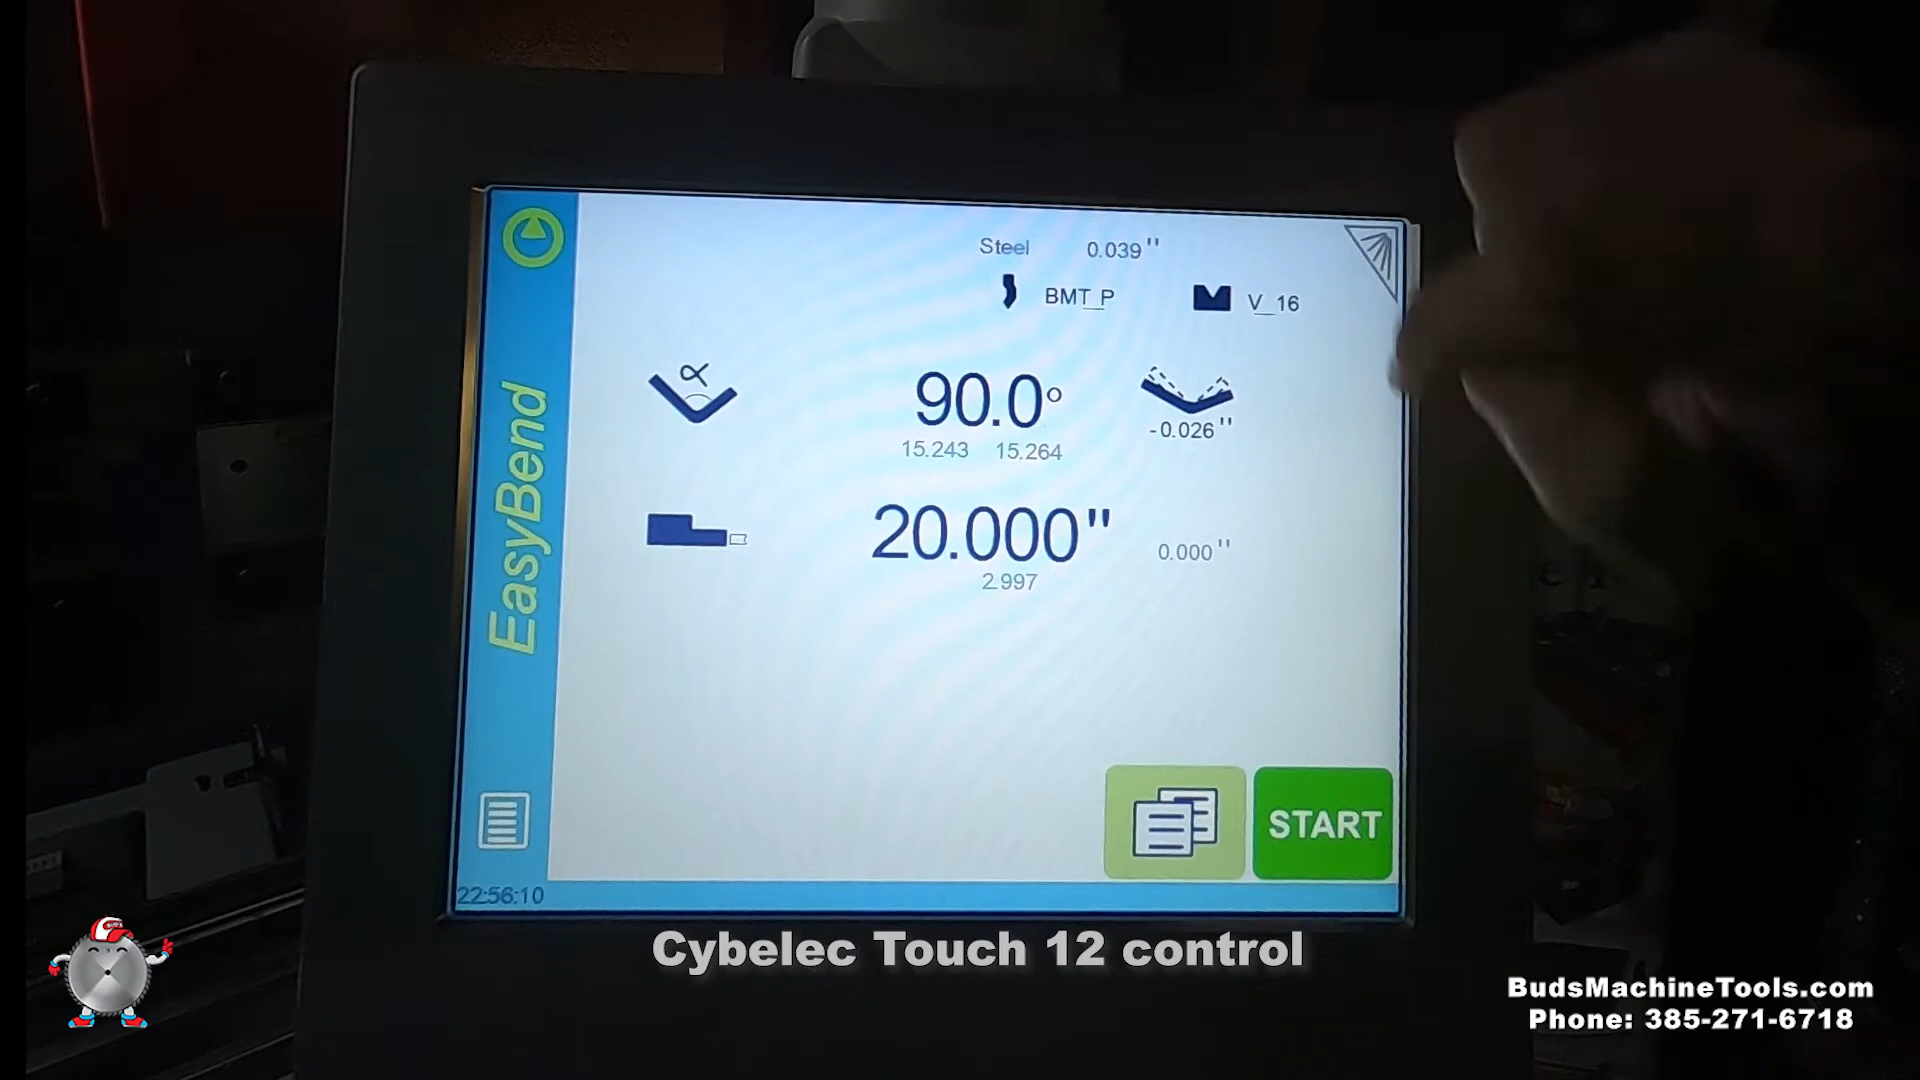 Steel 0.039"
BMT_P V_16
α
90.0°
-0.026"
15.243 15.264
20.000"
0.000"
2.997
EasyBend
START
22:56:10
Cybelec Touch 12 control
BudsMachineTools.com
Phone: 385-271-6718